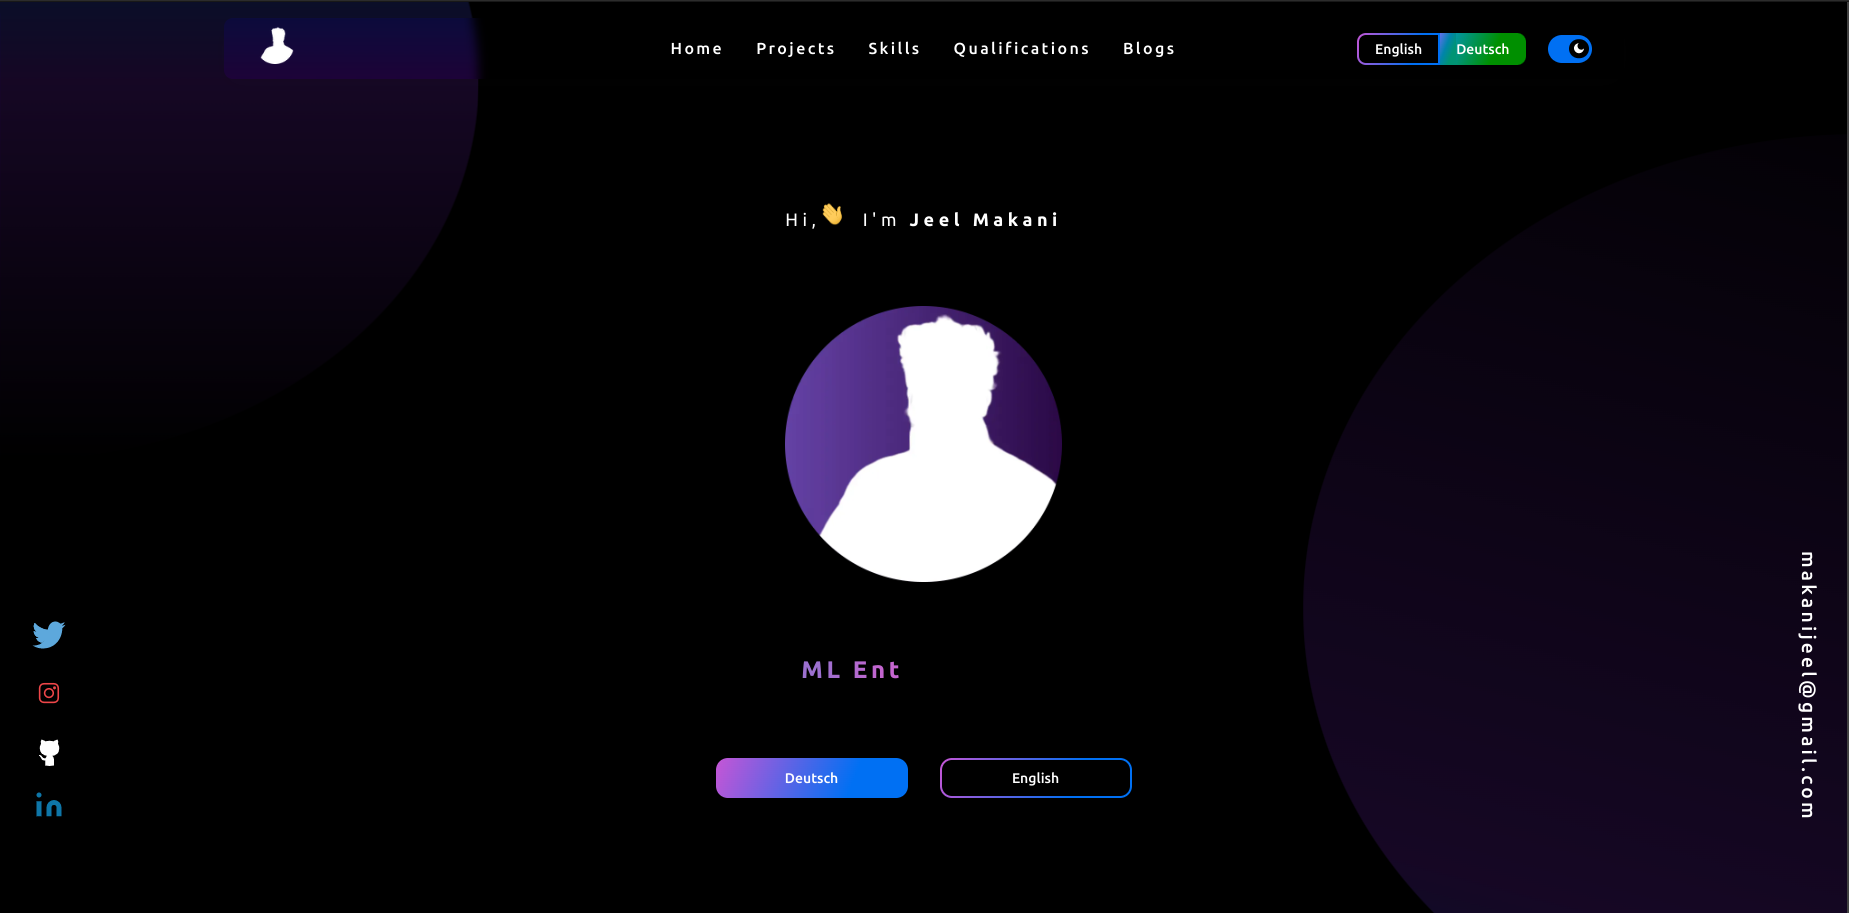 Home Projects Skills Qualifications Blogs English Deutsch
Hi,👋 I'm Jeel Makani
ML Ent
Deutsch English
makanijeel@gmail.com